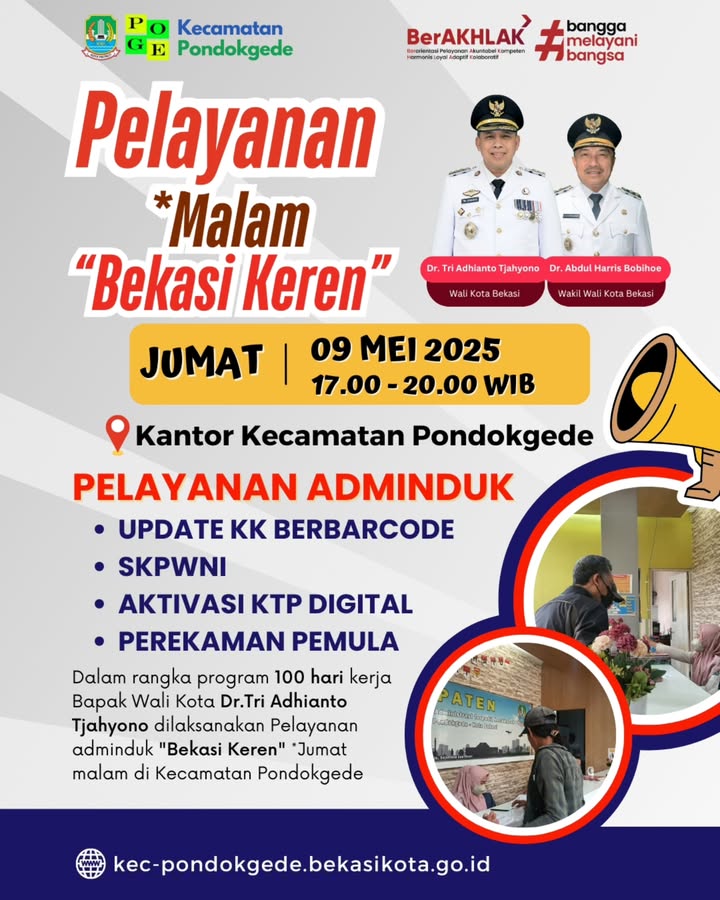 POGE
Kecamatan
Pondokgede
BerAKHLAK
Berorientasi Pelayanan Akuntabel Kompeten
Harmonis Loyal Adaptif Kolaboratif
#bangga
melayani
bangsa
Pelayanan
*Malam
“Bekasi Keren”
Dr. Tri Adhianto Tjahyono
Wali Kota Bekasi
Dr. Abdul Harris Bobihoe
Wakil Wali Kota Bekasi
JUMAT | 09 MEI 2025
17.00 - 20.00 WIB
Kantor Kecamatan Pondokgede
PELAYANAN ADMINDUK
• UPDATE KK BERBARCODE
• SKPWNI
• AKTIVASI KTP DIGITAL
• PEREKAMAN PEMULA
Dalam rangka program 100 hari kerja
Bapak Wali Kota Dr.Tri Adhianto
Tjahyono dilaksanakan Pelayanan
adminduk "Bekasi Keren" *Jumat
malam di Kecamatan Pondokgede
PATEN
kec-pondokgede.bekasikota.go.id